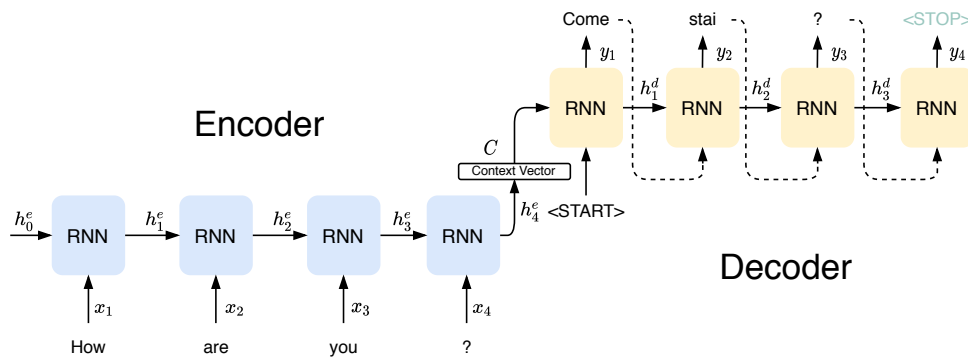 Come stai ? <STOP>
y₁ y₂ y₃ y₄
RNN h₁ᵈ RNN h₂ᵈ RNN h₃ᵈ RNN
Encoder
C
Context Vector
h₀ᵉ RNN h₁ᵉ RNN h₂ᵉ RNN h₃ᵉ RNN h₄ᵉ <START>
Decoder
x₁ x₂ x₃ x₄
How are you ?